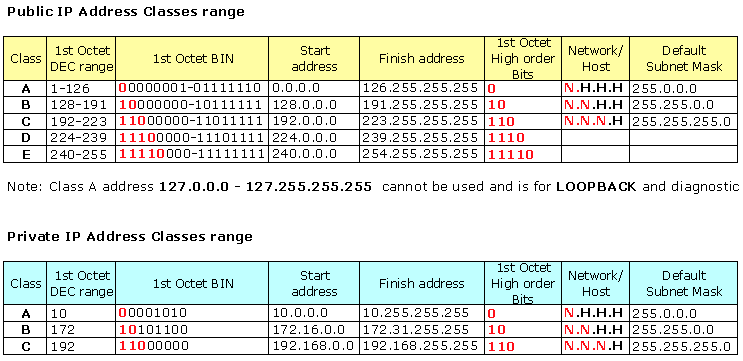 Public IP Address Classes range
Class 1st Octet DEC range 1st Octet BIN Start address Finish address 1st Octet High order Bits Network/ Host Default Subnet Mask
A 1-126 00000001-01111110 0.0.0.0 126.255.255.255 0 N.H.H.H 255.0.0.0
B 128-191 10000000-10111111 128.0.0.0 191.255.255.255 10 N.N.H.H 255.255.0.0
C 192-223 11000000-11011111 192.0.0.0 223.255.255.255 110 N.N.N.H 255.255.255.0
D 224-239 11100000-11101111 224.0.0.0 239.255.255.255 1110
E 240-255 11110000-11111111 240.0.0.0 254.255.255.255 11110
Note: Class A address 127.0.0.0 - 127.255.255.255 cannot be used and is for LOOPBACK and diagnostic
Private IP Address Classes range
Class 1st Octet DEC range 1st Octet BIN Start address Finish address 1st Octet High order Bits Network/ Host Default Subnet Mask
A 10 00001010 10.0.0.0 10.255.255.255 0 N.H.H.H 255.0.0.0
B 172 10101100 172.16.0.0 172.31.255.255 10 N.N.H.H 255.255.0.0
C 192 11000000 192.168.0.0 192.168.255.255 110 N.N.N.H 255.255.255.0